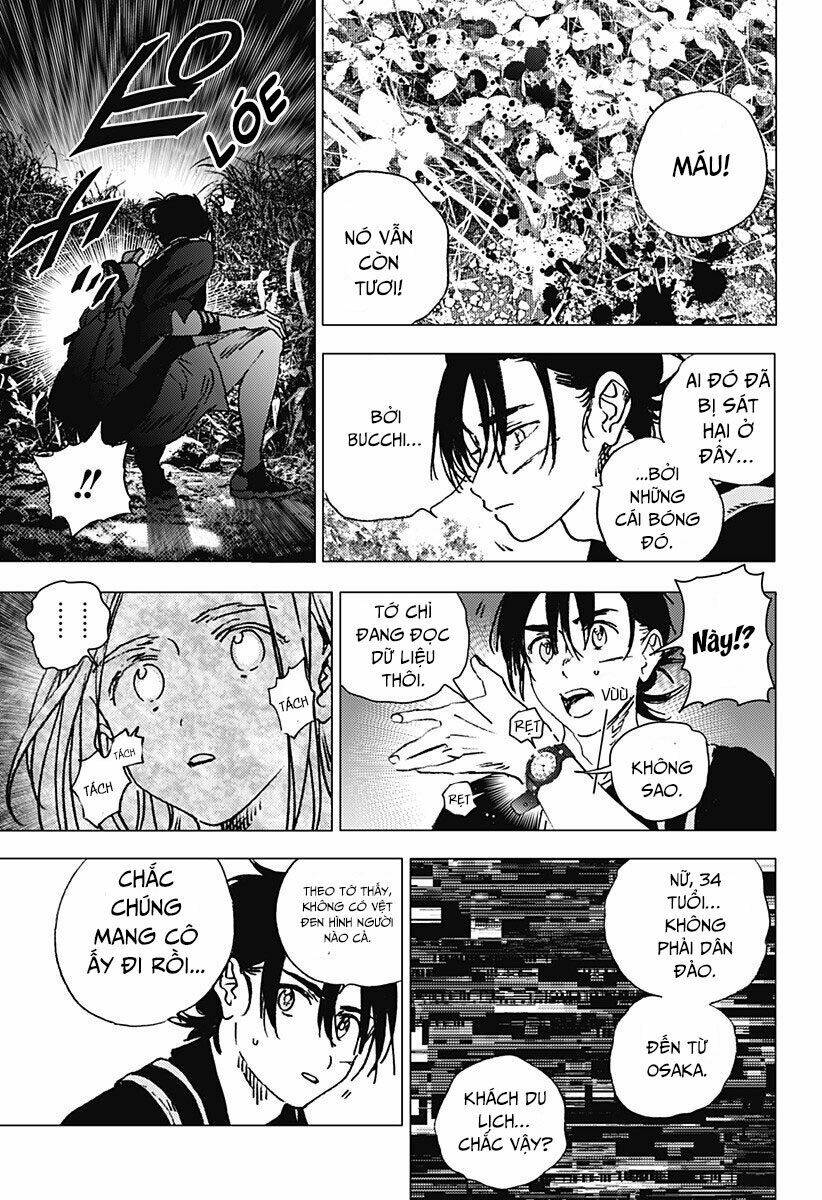 MÁU!
NÓ VẪN
CÒN
TƯƠI!
ピカ
LÓE
!!
AI ĐÓ ĐÃ
BỊ SÁT
HẠI Ở
ĐÂY...
...BỞI
NHỮNG
CÁI BÓNG
ĐÓ.
BỞI
BUCCHI...
Này!?
VÙÙ
KHÔNG
SAO.
TỚ CHỈ
ĐANG ĐỌC
DỮ LIỆU
THÔI.
RẸT
RẸT
......
TÁCH
TÁCH
TÁCH
NỮ, 34
TUỔI...
KHÔNG
PHẢI DÂN
ĐẢO.
ĐẾN TỪ
OSAKA.
KHÁCH DU
LỊCH...
CHẮC VẬY?
THEO TỚ THẤY,
KHÔNG CÓ VỆT
ĐEN HÌNH NGƯỜI
NÀO CẢ.
CHẮC
CHÚNG
MANG CÔ
ẤY ĐI RỒI...